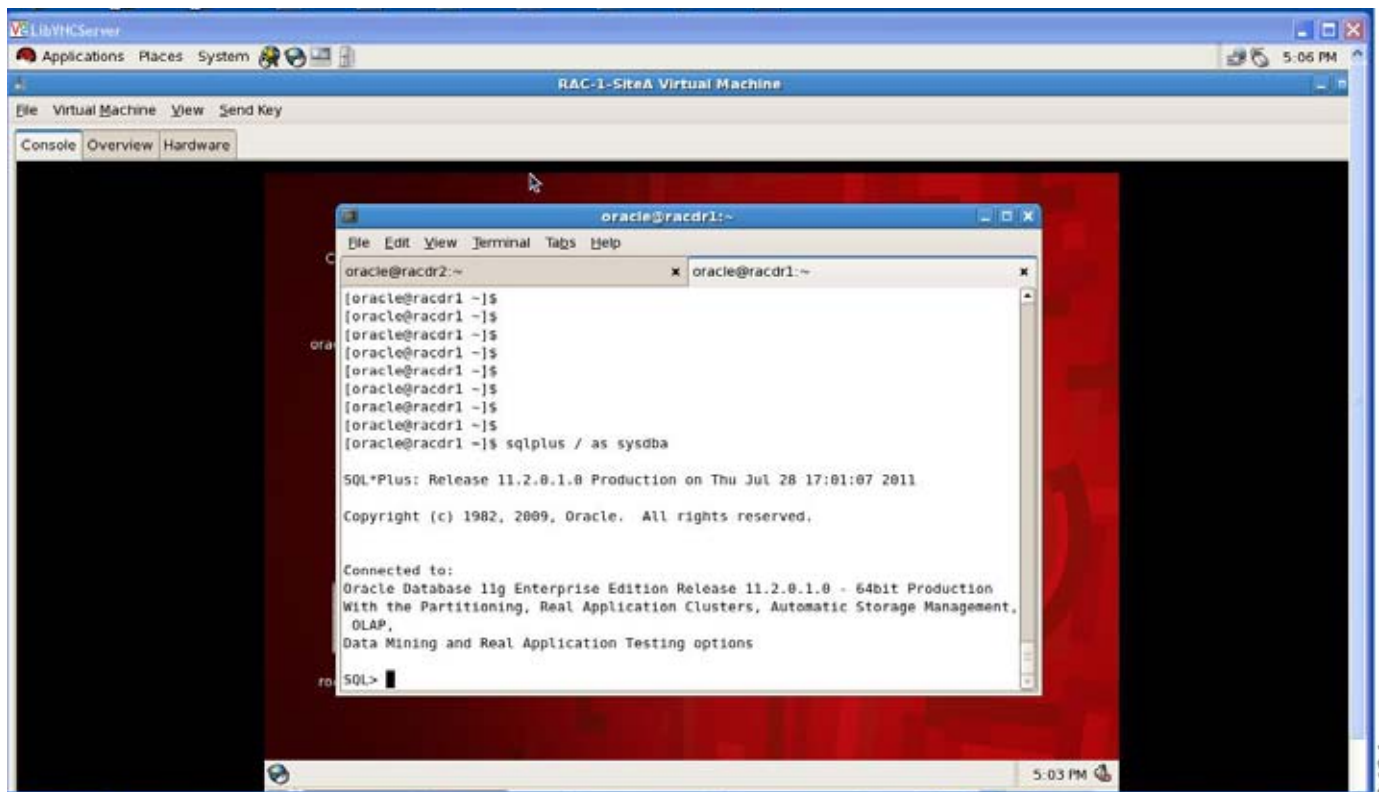 LibVNCServer
Applications Places System 5:06 PM
RAC-1-SiteA Virtual Machine
File Virtual Machine View Send Key
Console Overview Hardware
oracle@racdr1:~
File Edit View Terminal Tabs Help
oracle@racdr2:~ oracle@racdr1:~
[oracle@racdr1 ~]$
[oracle@racdr1 ~]$
[oracle@racdr1 ~]$
[oracle@racdr1 ~]$
[oracle@racdr1 ~]$
[oracle@racdr1 ~]$
[oracle@racdr1 ~]$
[oracle@racdr1 ~]$
[oracle@racdr1 ~]$ sqlplus / as sysdba
SQL*Plus: Release 11.2.0.1.0 Production on Thu Jul 28 17:01:07 2011
Copyright (c) 1982, 2009, Oracle.  All rights reserved.
Connected to:
Oracle Database 11g Enterprise Edition Release 11.2.0.1.0 - 64bit Production
With the Partitioning, Real Application Clusters, Automatic Storage Management,
OLAP,
Data Mining and Real Application Testing options
SQL>
5:03 PM